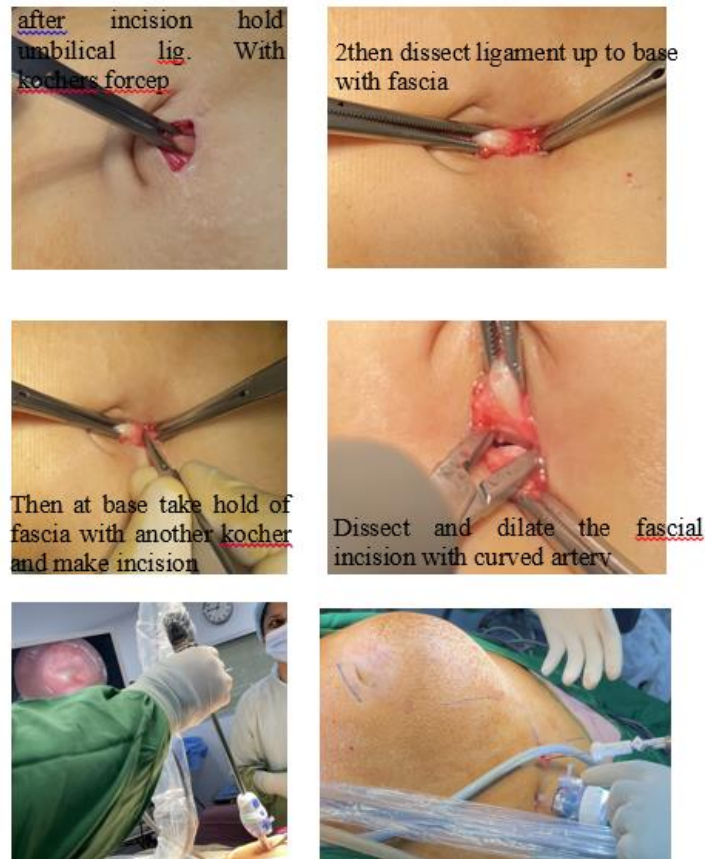 after incision hold
umbilical lig. With
kochers forcep
2then dissect ligament up to base
with fascia
Then at base take hold of
fascia with another kocher
and make incision
Dissect and dilate the fascial
incision with curved artery